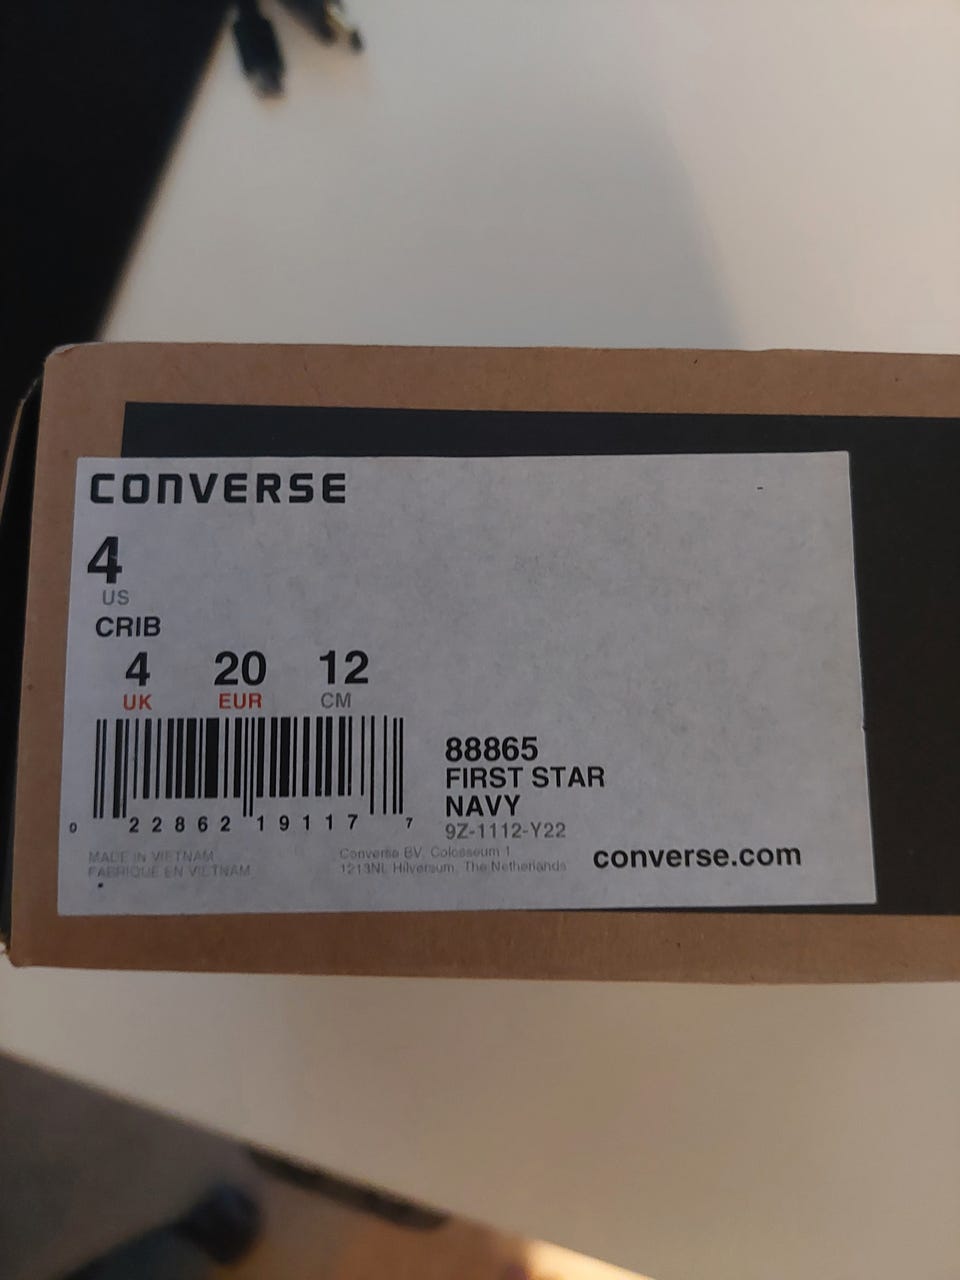 CONVERSE
4
US
CRIB
4 20 12
UK EUR CM
88865
FIRST STAR
NAVY
9Z-1112-Y22
0 22862 19117 7
MADE IN VIETNAM
FABRIQUE EN VIETNAM
Converse BV, Colosseum 1
1213NL Hilversum, The Netherlands
converse.com